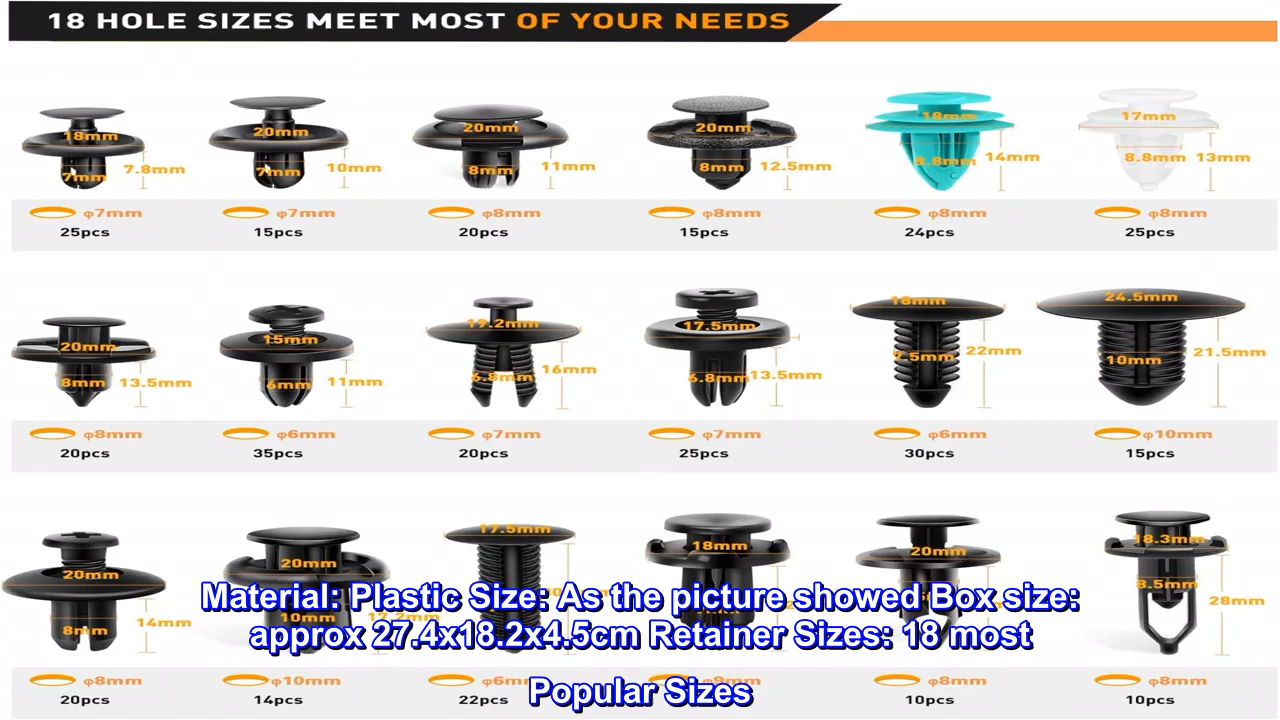 18 HOLE SIZES MEET MOST OF YOUR NEEDS
18mm 20mm 20mm 20mm 18mm 17mm
7mm 7.8mm 7mm 10mm 8mm 11mm 8mm 12.5mm 8.8mm 14mm 8.8mm 13mm
φ7mm φ7mm φ8mm φ8mm φ8mm φ8mm
25pcs 15pcs 20pcs 15pcs 24pcs 25pcs
20mm 15mm 19.2mm 17.5mm 18mm 24.5mm
8mm 13.5mm 6mm 11mm 6.8mm 16mm 6.8mm 13.5mm 7.5mm 22mm 10mm 21.5mm
φ8mm φ6mm φ7mm φ7mm φ6mm φ10mm
20pcs 35pcs 20pcs 25pcs 30pcs 15pcs
20mm 20mm 17.5mm 18mm 20mm 18.3mm
8mm 14mm 10mm 17.2mm 8.5mm 28mm
Material: Plastic Size: As the picture showed Box size:
approx 27.4x18.2x4.5cm Retainer Sizes: 18 most
Popular Sizes
φ8mm φ10mm φ6mm φ9mm φ8mm φ8mm
20pcs 14pcs 22pcs 10pcs 10pcs